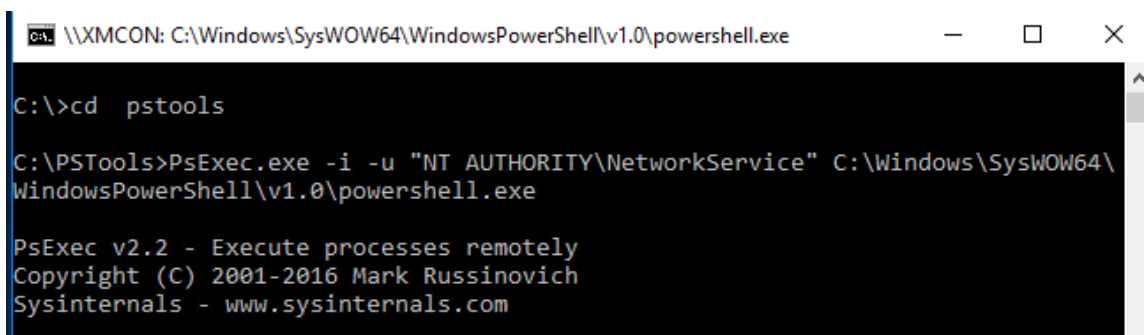 \\XMCON: C:\Windows\SysWOW64\WindowsPowerShell\v1.0\powershell.exe
C:\>cd  pstools
C:\PSTools>PsExec.exe -i -u "NT AUTHORITY\NetworkService" C:\Windows\SysWOW64\
WindowsPowerShell\v1.0\powershell.exe
PsExec v2.2 - Execute processes remotely
Copyright (C) 2001-2016 Mark Russinovich
Sysinternals - www.sysinternals.com